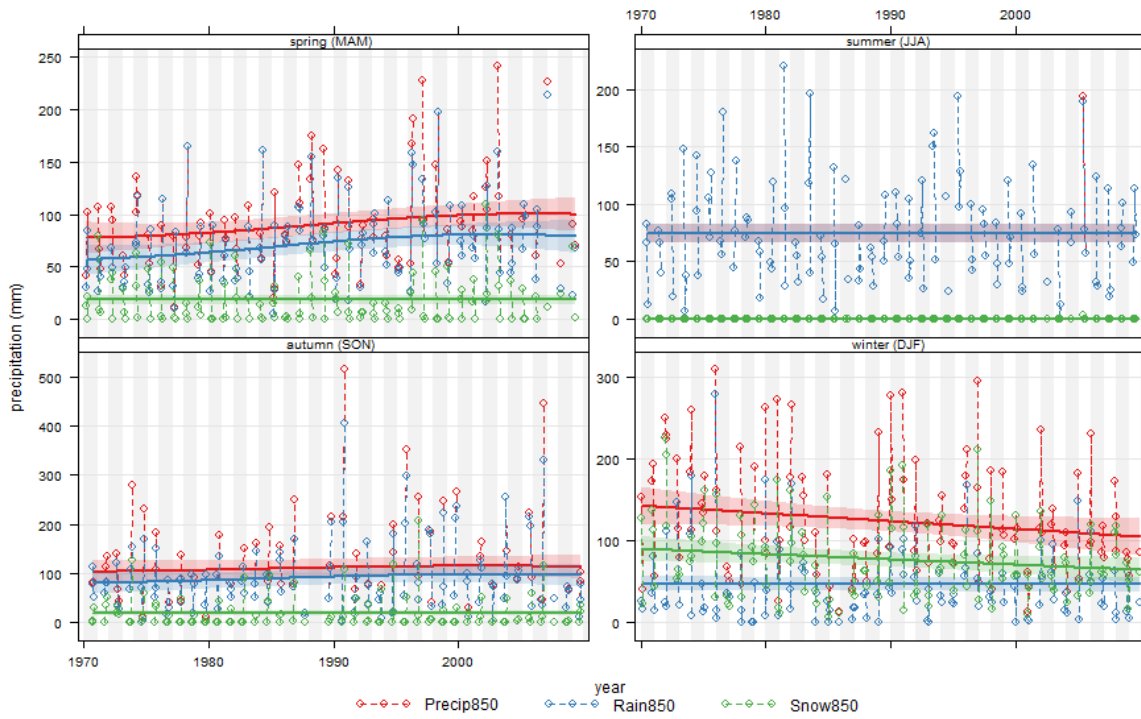 1970 1980 1990 2000
spring (MAM)
summer (JJA)
250
200
150
100
50
0
200
150
100
50
0
autumn (SON)
winter (DJF)
500
400
300
200
100
0
300
200
100
0
precipitation (mm)
1970 1980 1990 2000
year
Precip850 Rain850 Snow850